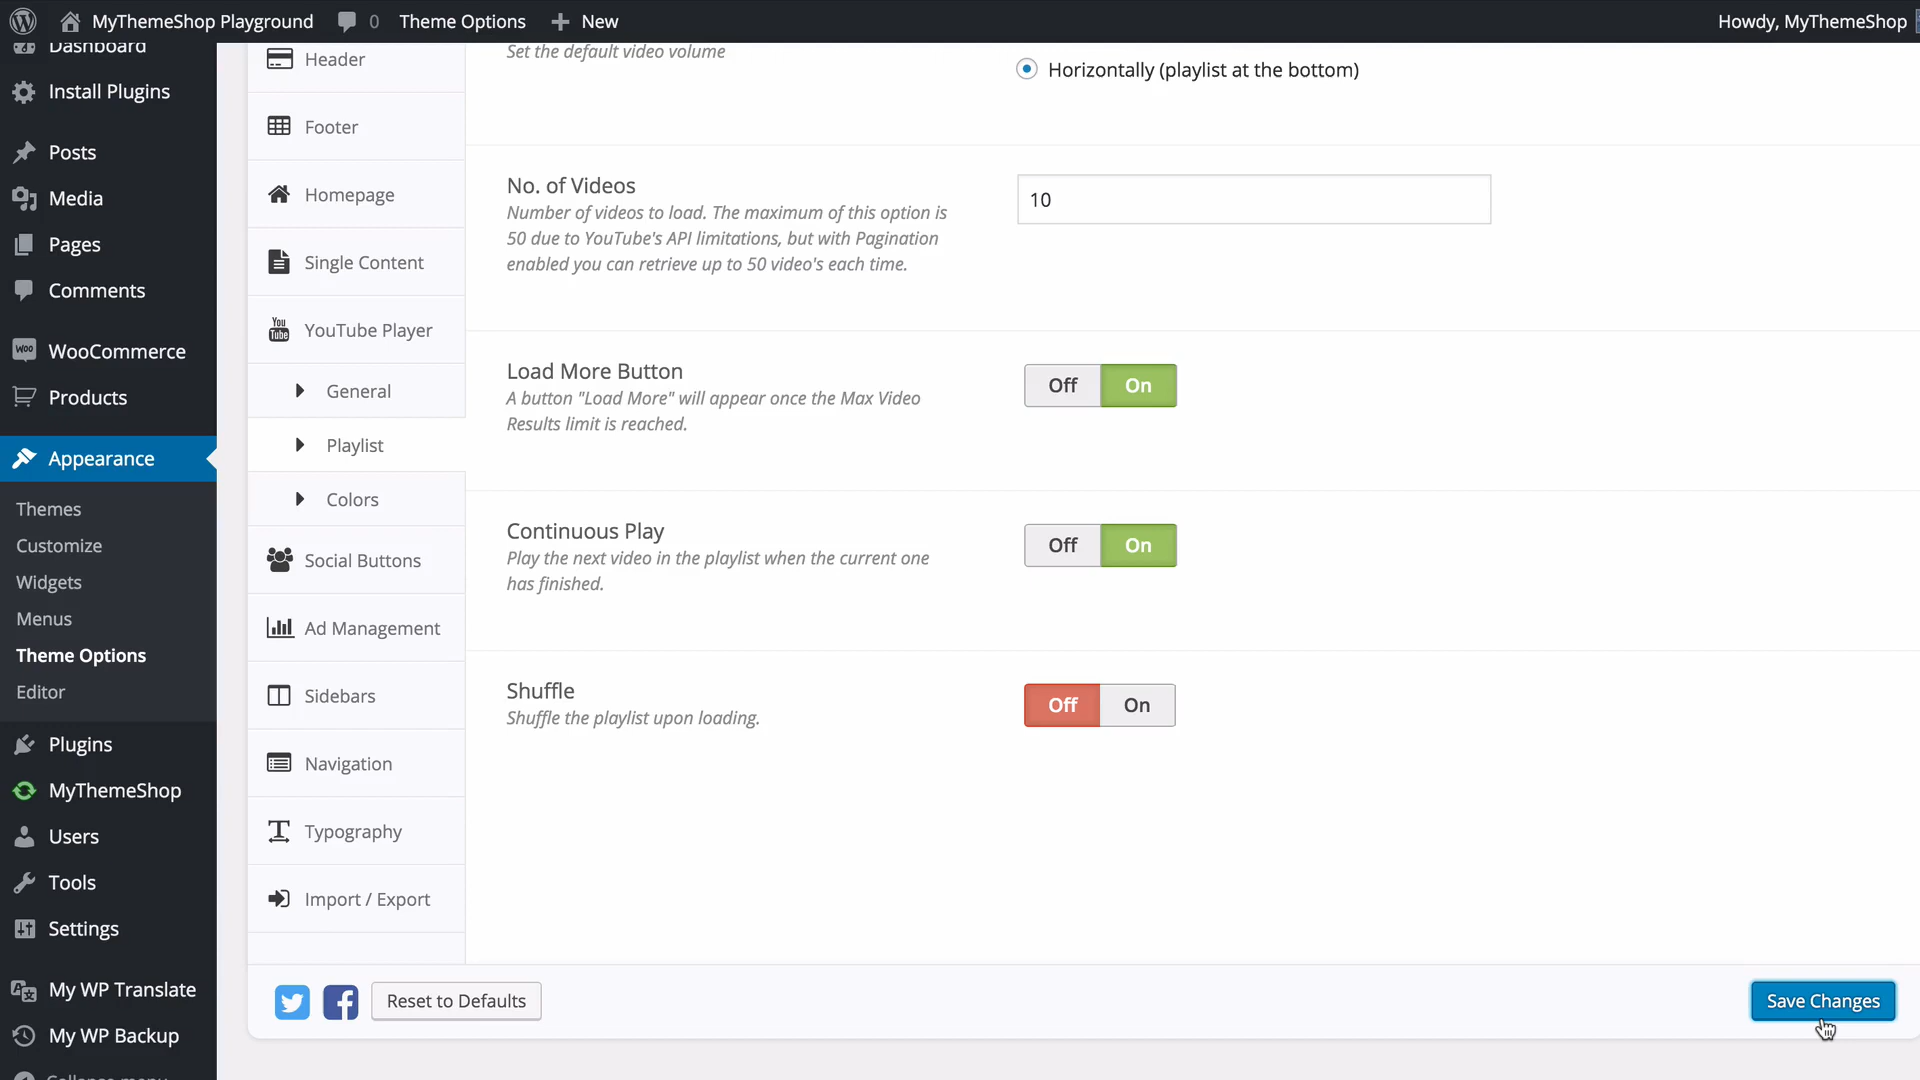 MyThemeShop Playground
0
Theme Options
New
Howdy, MyThemeShop
Dashboard
Install Plugins
Posts
Media
Pages
Comments
WooCommerce
Products
Appearance
Themes
Customize
Widgets
Menus
Theme Options
Editor
Plugins
MyThemeShop
Users
Tools
Settings
My WP Translate
My WP Backup
Collapse menu
Header
Footer
Homepage
Single Content
YouTube Player
General
Playlist
Colors
Social Buttons
Ad Management
Sidebars
Navigation
Typography
Import / Export
Set the default video volume
Horizontally (playlist at the bottom)
No. of Videos
Number of videos to load. The maximum of this option is
50 due to YouTube's API limitations, but with Pagination
enabled you can retrieve up to 50 video's each time.
10
Load More Button
A button "Load More" will appear once the Max Video
Results limit is reached.
Off On
Continuous Play
Play the next video in the playlist when the current one
has finished.
Off On
Shuffle
Shuffle the playlist upon loading.
Off On
Reset to Defaults
Save Changes